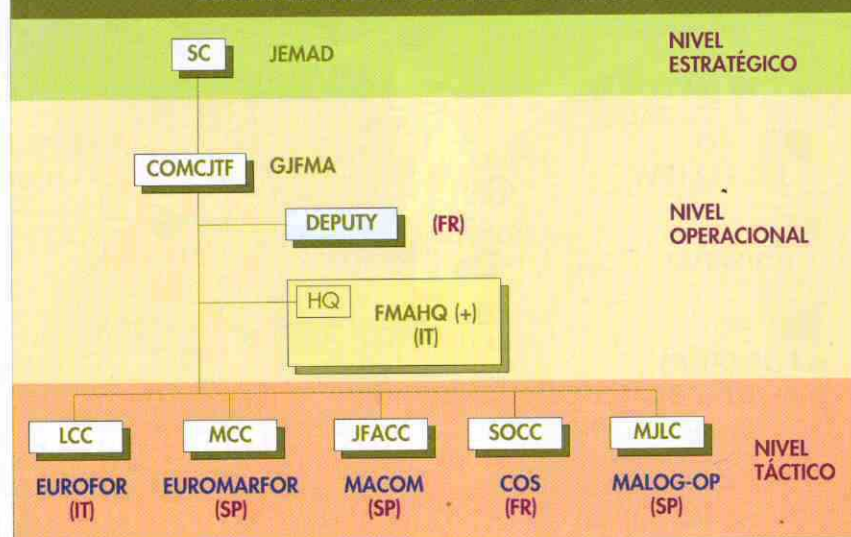 SC
JEMAD
NIVEL
ESTRATÉGICO
COMCJTF
GJFMA
DEPUTY
(FR)
NIVEL
OPERACIONAL
HQ
FMAHQ (+)
(IT)
LCC
MCC
JFACC
SOCC
MJLC
NIVEL
TÁCTICO
EUROFOR
(IT)
EUROMARFOR
(SP)
MACOM
(SP)
COS
(FR)
MALOG-OP
(SP)